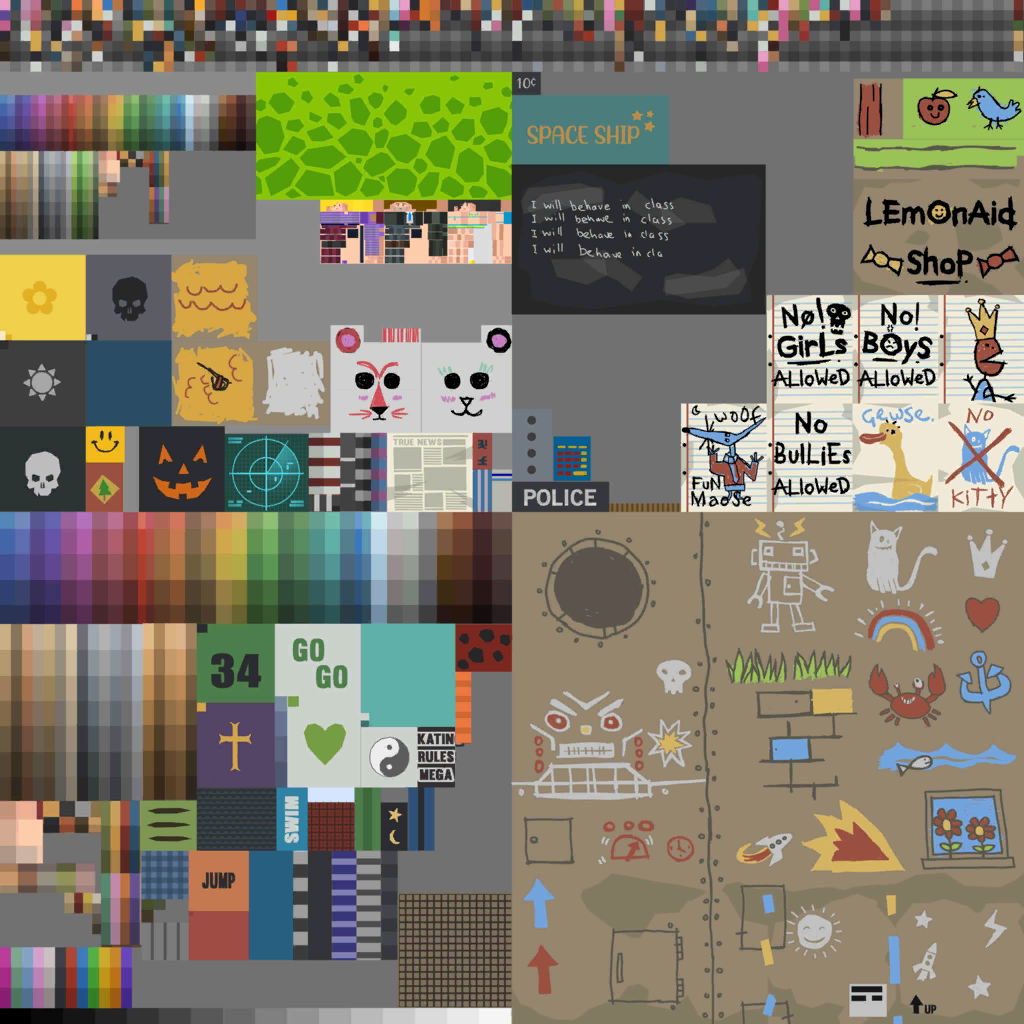 10¢
SPACE SHIP
I will behave in class
I will behave in class
I will behave in class
I will behave in cla
LEmOnAid
ShoP
NØ!
GirLs
ALLOWeD
No!
BOys
ALLOWeD
WOOF
FuN
Maose
No
BuLLiEs
ALLOWeD
Gewse.
NO
KiTTY
TRUE NEWS
POLICE
34
GO
GO
KATIN
RULES
MEGA
SWIM
JUMP
UP